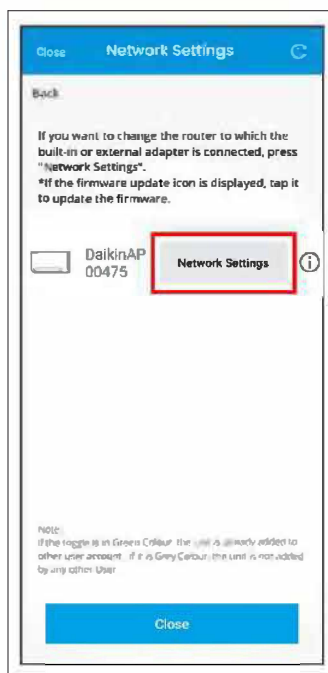 Close Network Settings
Back
If you want to change the router to which the
built-in or external adapter is connected, press
"Network Settings".
*If the firmware update icon is displayed, tap it
to update the firmware.
DaikinAP Network Settings
00475
Note:
If the toggle is in Green Colour, the unit is already added to
other user account. If it is Grey Colour, the unit is not added
by any other User
Close